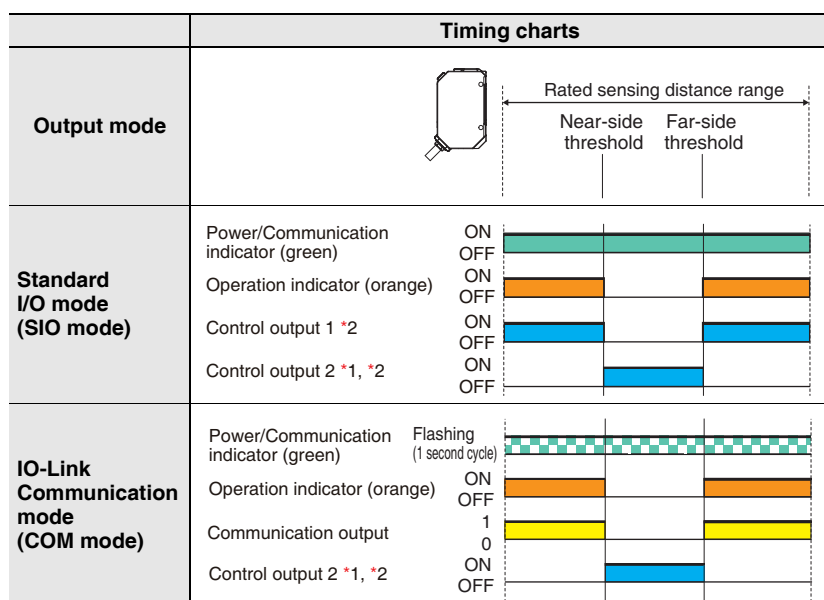 Timing charts
Output mode
Rated sensing distance range
Near-side threshold
Far-side threshold
Standard
I/O mode
(SIO mode)
Power/Communication
indicator (green)
ON
OFF
Operation indicator (orange)
ON
OFF
Control output 1 *2
ON
OFF
Control output 2 *1, *2
ON
OFF
IO-Link
Communication
mode
(COM mode)
Power/Communication
indicator (green)
Flashing
(1 second cycle)
Operation indicator (orange)
ON
OFF
Communication output
1
0
Control output 2 *1, *2
ON
OFF